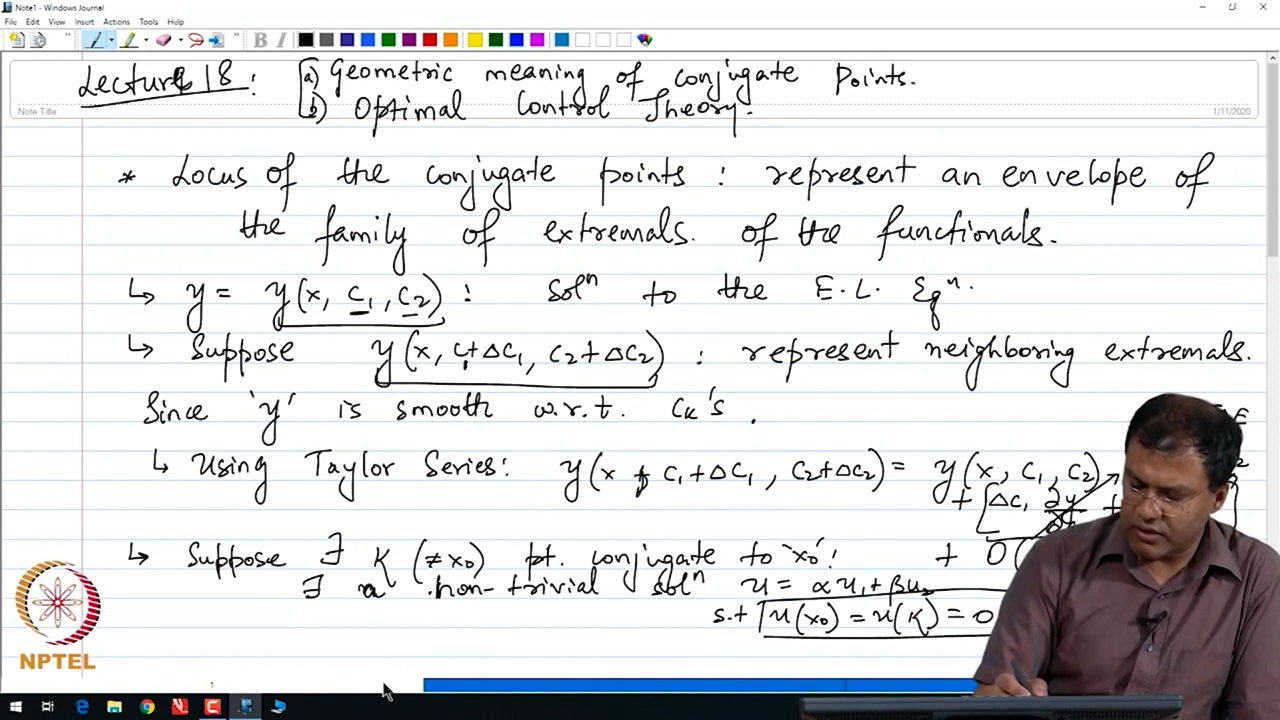 Note1 - Windows Journal
File Edit View Insert Actions Tools Help
Lecture 18 : (a) Geometric meaning of conjugate Points.
(b) Optimal Control Theory.
Note Title
1/11/2020
* Locus of the conjugate points : represent an envelope of
the family of extremals. of the functionals.
↳ y = y(x, c₁, c₂) : Solⁿ to the E.L. Eqⁿ.
↳ Suppose y(x, c₁+Δc₁, c₂+Δc₂) : represent neighboring extremals.
Since 'y' is smooth w.r.t. cₖ's .
↳ Using Taylor Series: y(x, c₁+Δc₁, c₂+Δc₂) = y(x, c₁, c₂)
+ [Δc₁ ∂y
↳ Suppose ∃ K (≠x₀) pt. conjugate to 'x₀'! + O(
∃ a non-trivial solⁿ u = αu₁+βu₂
s.t u(x₀) = u(K) = 0
NPTEL
1